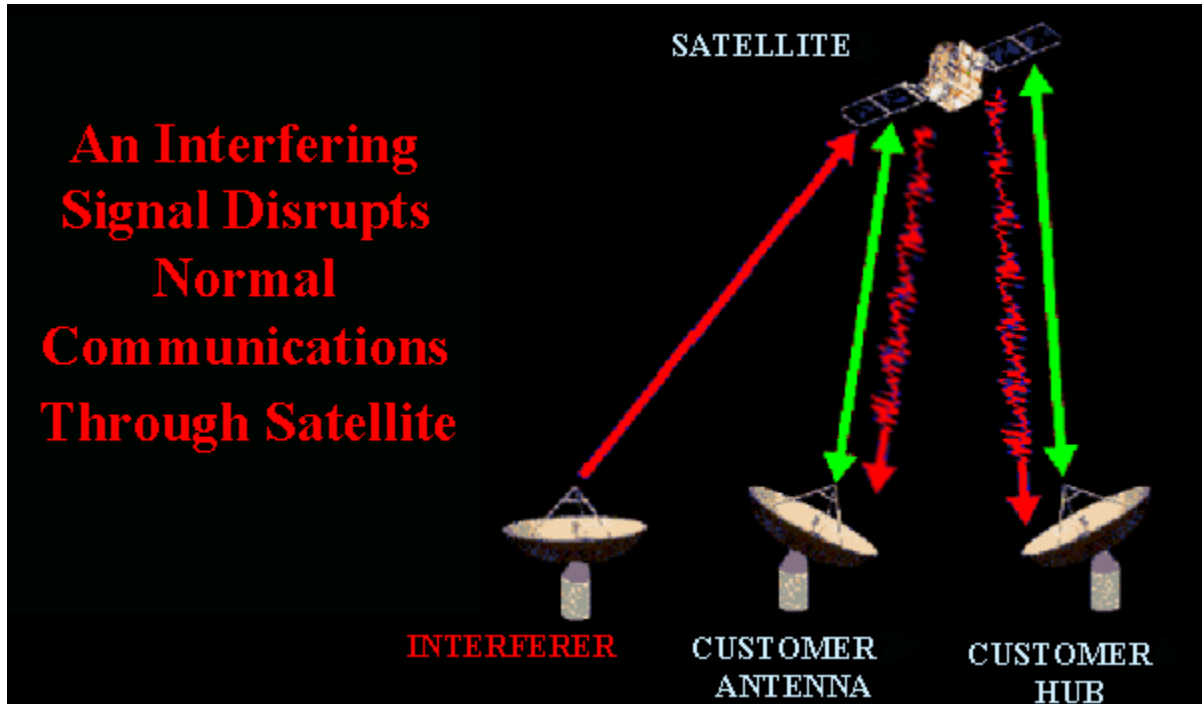 An Interfering
Signal Disrupts
Normal
Communications
Through Satellite
SATELLITE
INTERFERER
CUSTOMER
ANTENNA
CUSTOMER
HUB